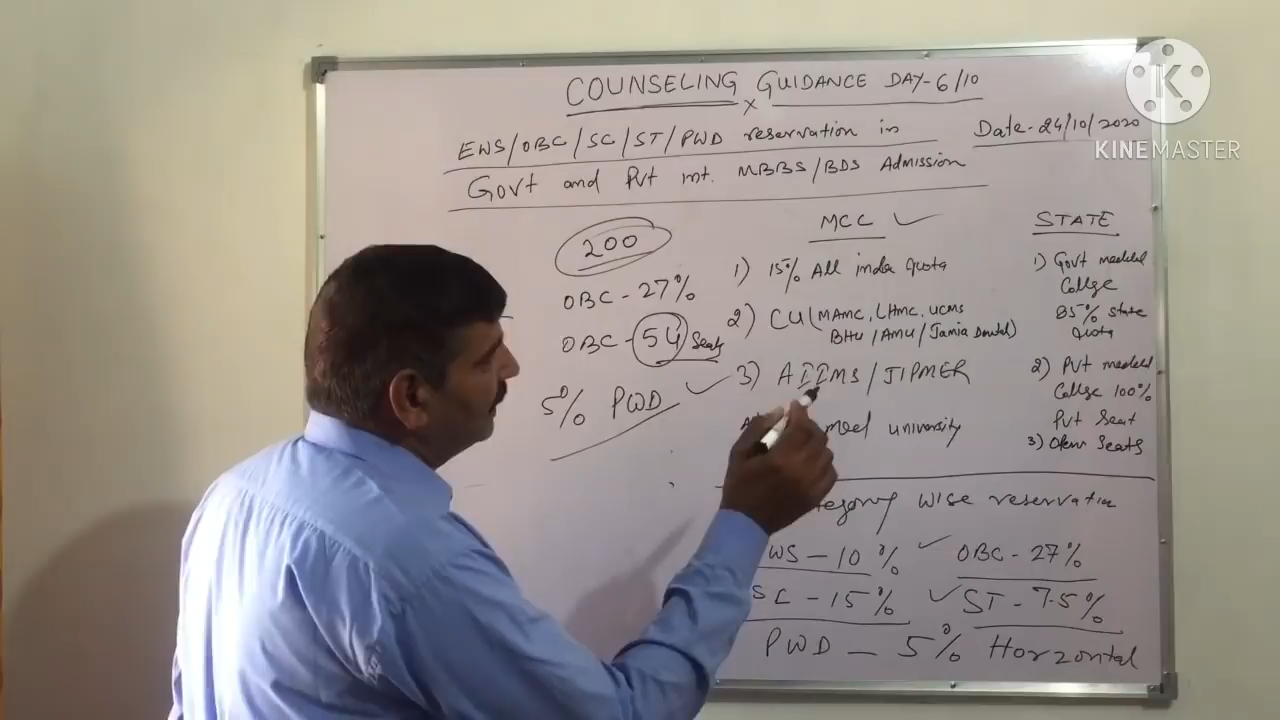 COUNSELING GUIDANCE DAY-6/10
Date-24/10/2020
EWS/OBC/SC/ST/PWD reservation in
Govt and Pvt int. MBBS/BDS Admission
200
OBC-27%
OBC-54 Seats
5% PWD
MCC
1) 15% All India Quota
2) CU(MAMC, LHMC, UCMS
BHU/AMU/Jamia Dental)
3) AIIMS/JIPMER
university
STATE
1) Govt medical
College
85% state
Quota
2) Pvt medical
College 100%
Pvt Seat
3) Open Seats
tegory wise reservation
WS-10% OBC-27%
SC-15% ST-7.5%
PWD-5% Horzontal
K
KINEMASTER